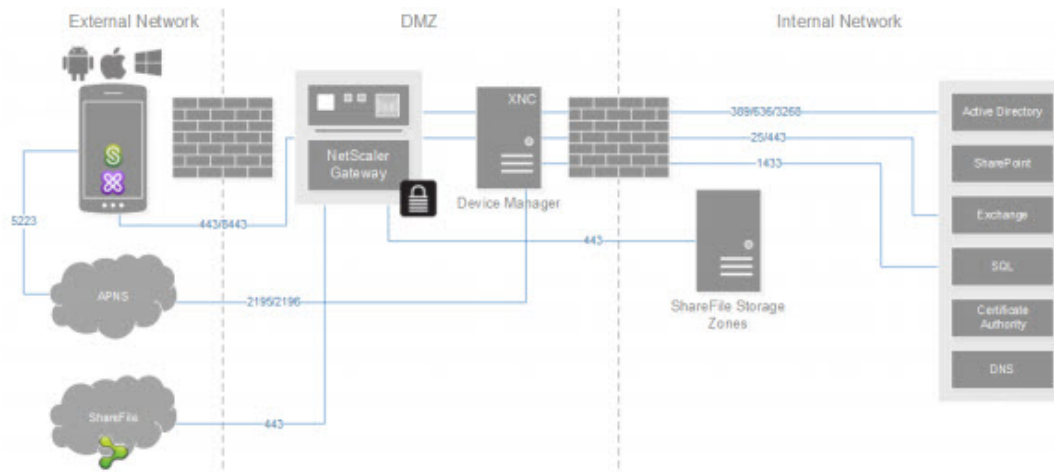 External Network
DMZ
Internal Network
XNC
389/636/3268
Active Directory
25/443
NetScaler
Gateway
1433
SharePoint
Device Manager
5223
443/8443
Exchange
443
SQL
APNS
2195/2196
ShareFile Storage
Zones
Certificate
Authority
DNS
ShareFile
443